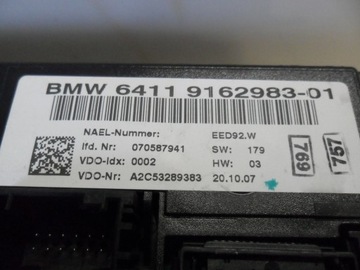 BMW 6411 9162983-01
NAEL-Nummer: EED92.W
lfd. Nr: 070587941 SW: 179
VDO-Idx: 0002 HW: 03
VDO-Nr: A2C53289383 20.10.07
769
757